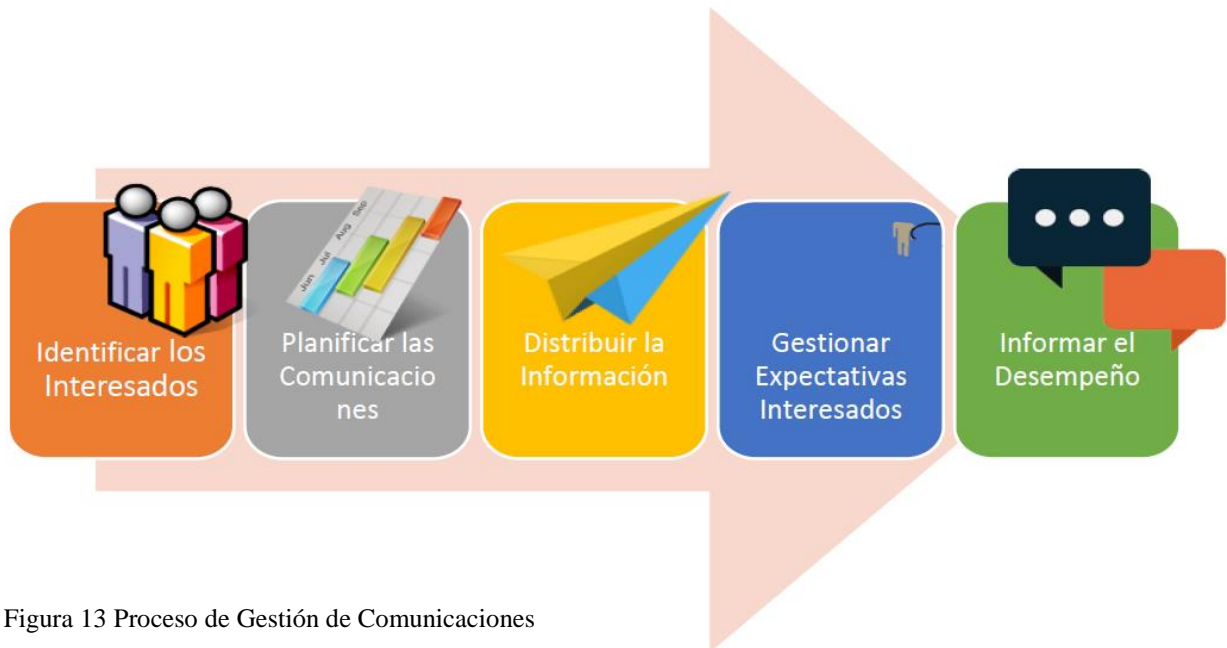 Jun
Jul
Aug
Sep
Identificar los
Interesados
Planificar las
Comunicacio
nes
Distribuir la
Información
Gestionar
Expectativas
Interesados
Informar el
Desempeño
Figura 13 Proceso de Gestión de Comunicaciones